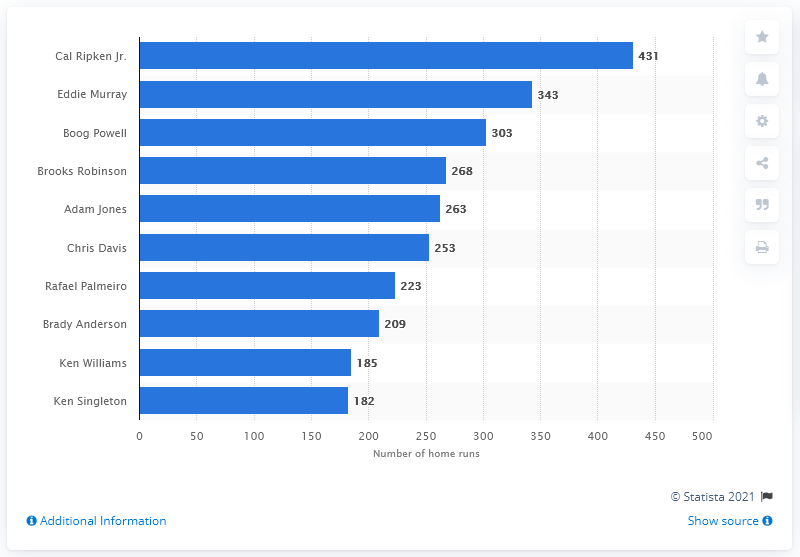 Cal Ripken Jr. 431
Eddie Murray 343
Boog Powell 303
Brooks Robinson 268
Adam Jones 263
Chris Davis 253
Rafael Palmeiro 223
Brady Anderson 209
Ken Williams 185
Ken Singleton 182
0 50 100 150 200 250 300 350 400 450 500
Number of home runs
© Statista 2021
Additional Information Show source